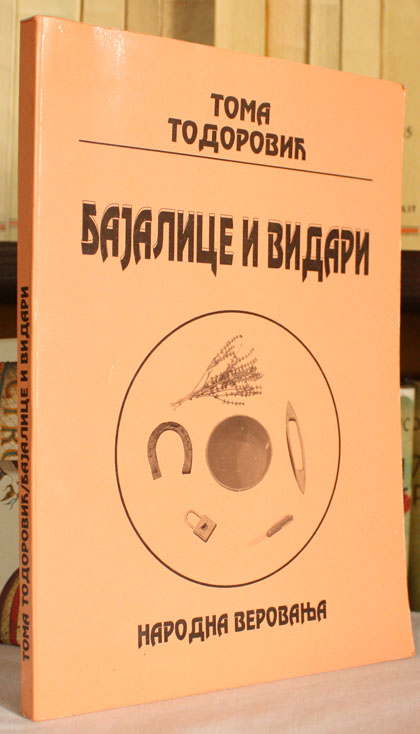 ТОМА
ТОДОРОВИЋ
БАЈАЛИЦЕ И ВИДАРИ
НАРОДНА ВЕРОВАЊА
ТОМА ТОДОРОВИЋ/БАЈАЛИЦЕ И ВИДАРИ